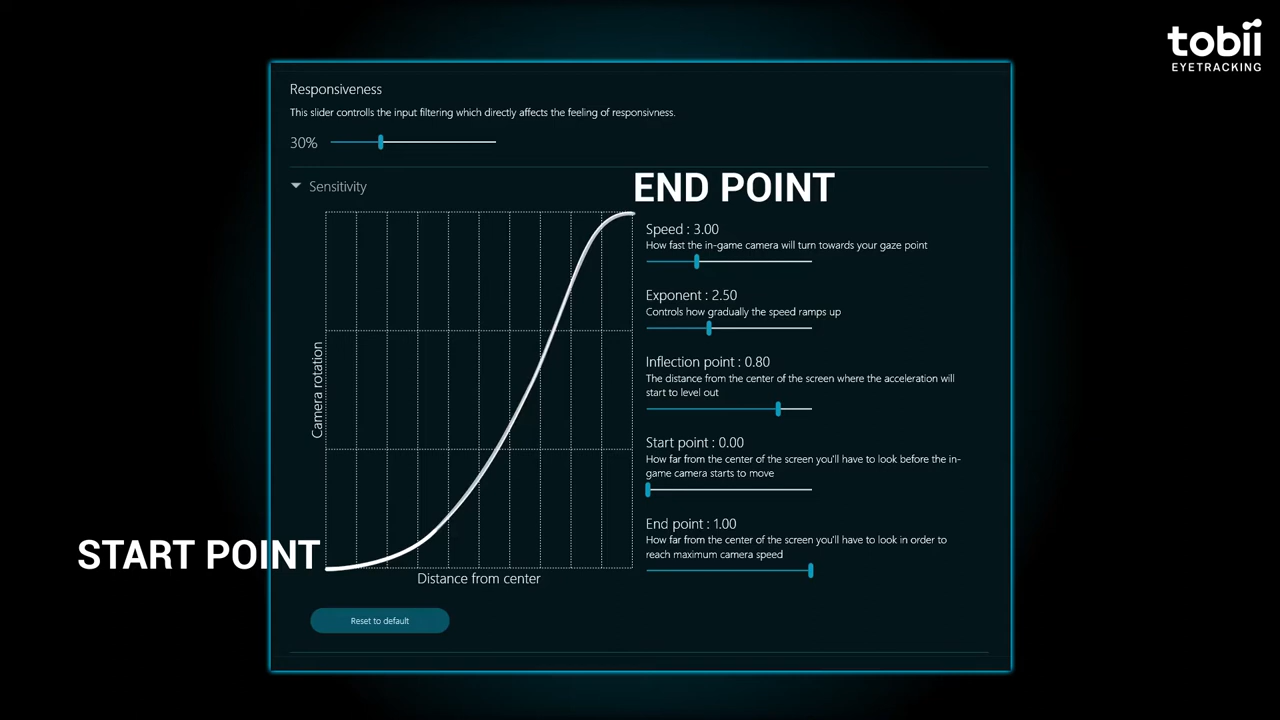 tobii
EYETRACKING
Responsiveness
This slider controls the input filtering which directly affects the feeling of responsivness.
30%
Sensitivity
END POINT
Speed : 3.00
How fast the in-game camera will turn towards your gaze point
Exponent : 2.50
Controls how gradually the speed ramps up
Inflection point : 0.80
The distance from the center of the screen where the acceleration will
start to level out
Camera rotation
Start point : 0.00
How far from the center of the screen you'll have to look before the in-
game camera starts to move
End point : 1.00
How far from the center of the screen you'll have to look in order to
reach maximum camera speed
START POINT
Distance from center
Reset to default